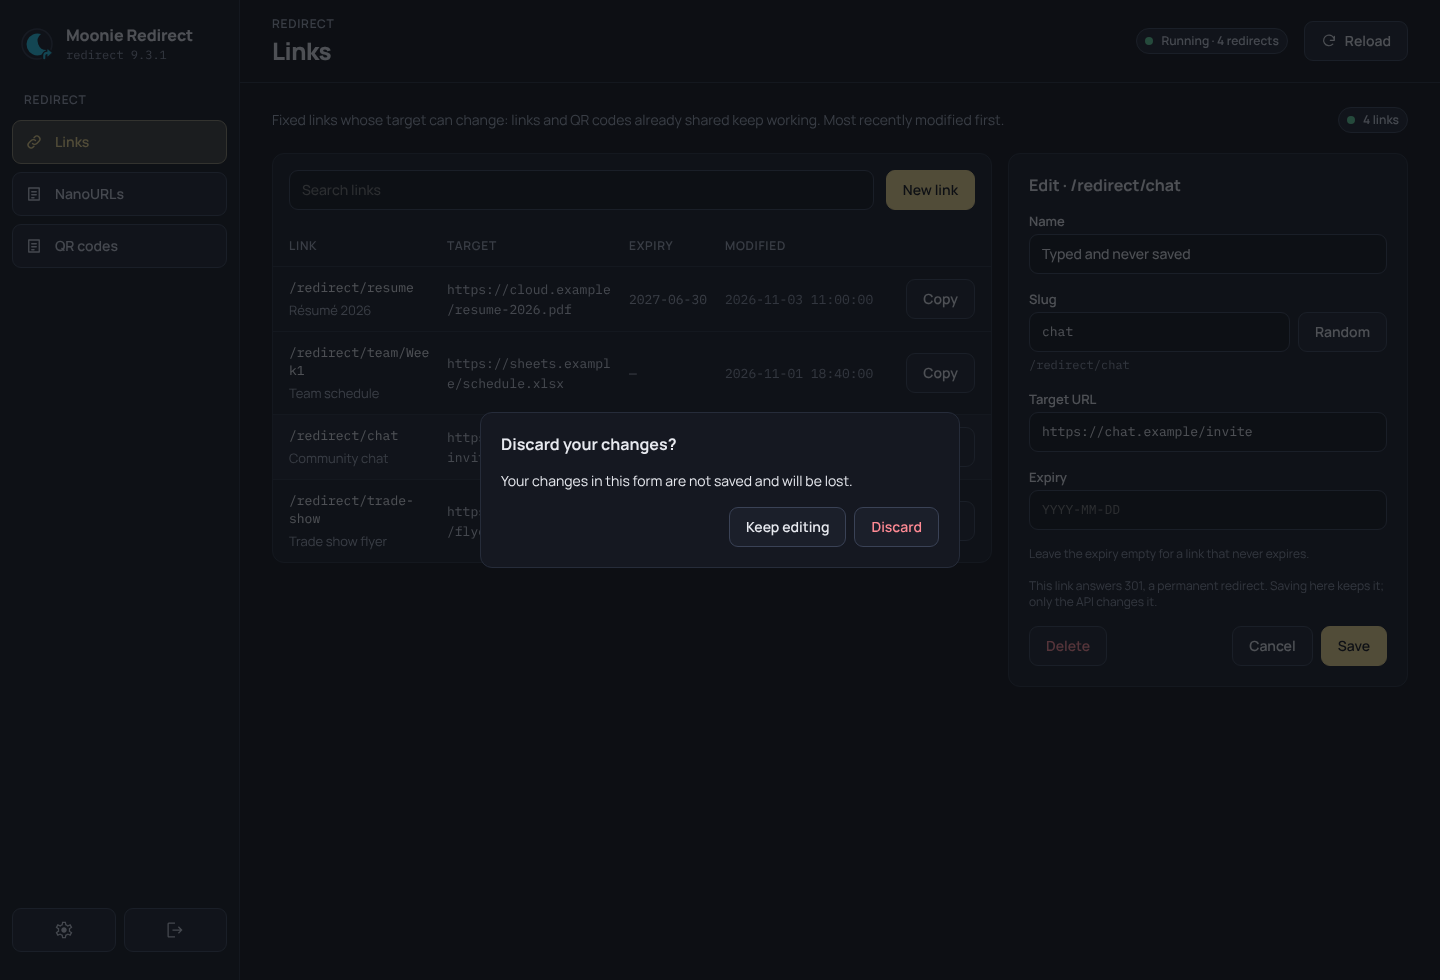 Moonie Redirect
redirect 9.3.1
REDIRECT
Links
NanoURLs
QR codes
REDIRECT
Links
Running · 4 redirects
Reload
Fixed links whose target can change: links and QR codes already shared keep working. Most recently modified first.
4 links
Search links
New link
LINK TARGET EXPIRY MODIFIED
/redirect/resume
Résumé 2026
https://cloud.example
/resume-2026.pdf
2027-06-30
2026-11-03 11:00:00
Copy
/redirect/team/Wee
k1
Team schedule
https://sheets.exampl
e/schedule.xlsx
—
2026-11-01 18:40:00
Copy
/redirect/chat
Community chat
http
invi
/redirect/trade-
show
Trade show flyer
http
/fly
Discard your changes?
Your changes in this form are not saved and will be lost.
Keep editing
Discard
Edit · /redirect/chat
Name
Typed and never saved
Slug
chat
Random
/redirect/chat
Target URL
https://chat.example/invite
Expiry
YYYY-MM-DD
Leave the expiry empty for a link that never expires.
This link answers 301, a permanent redirect. Saving here keeps it;
only the API changes it.
Delete
Cancel
Save